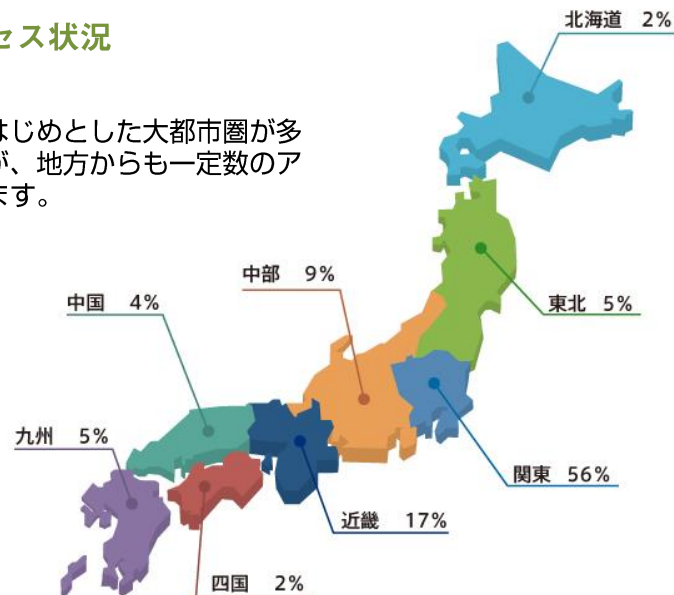 セス状況
はじめとした大都市圏が多
が、地方からも一定数のア
ます。
北海道 2%
東北 5%
中部 9%
中国 4%
九州 5%
関東 56%
近畿 17%
四国 2%